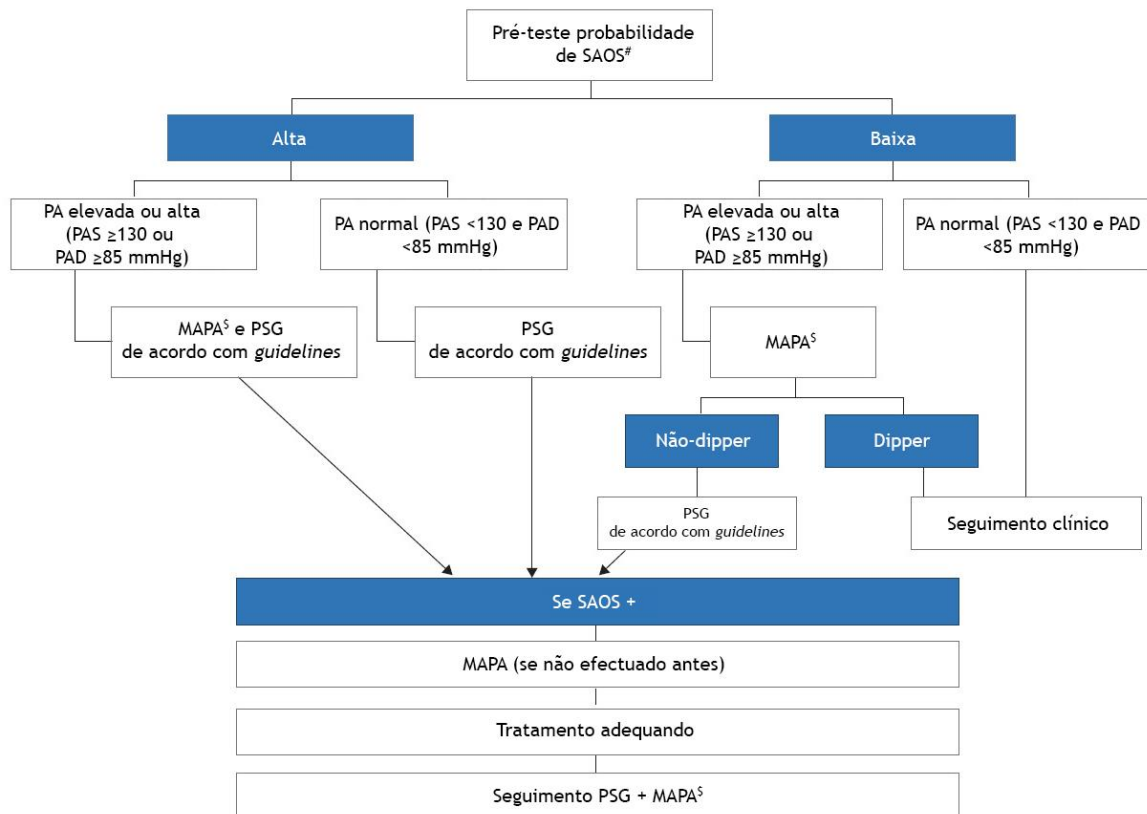 Pré-teste probabilidade
de SAOS#
Alta
Baixa
PA elevada ou alta
(PAS ≥130 ou
PAD ≥85 mmHg)
PA normal (PAS <130 e PAD
<85 mmHg)
PA elevada ou alta
(PAS ≥130 ou
PAD ≥85 mmHg)
PA normal (PAS <130 e PAD
<85 mmHg)
MAPA$ e PSG
de acordo com guidelines
PSG
de acordo com guidelines
MAPA$
Não-dipper
Dipper
PSG
de acordo com guidelines
Seguimento clínico
Se SAOS +
MAPA (se não efectuado antes)
Tratamento adequando
Seguimento PSG + MAPA$